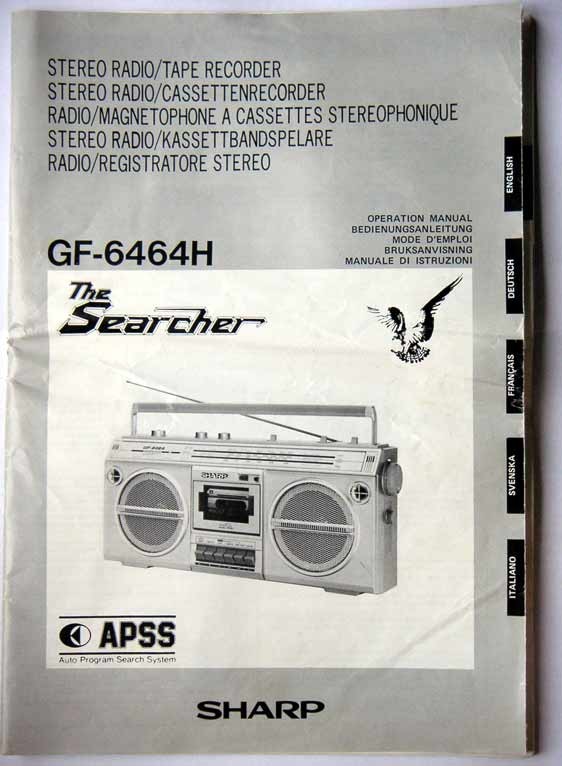 STEREO RADIO/TAPE RECORDER
STEREO RADIO/CASSETTENRECORDER
RADIO/MAGNETOPHONE A CASSETTES STEREOPHONIQUE
STEREO RADIO/KASSETTBANDSPELARE
RADIO/REGISTRATORE STEREO
OPERATION MANUAL
BEDIENUNGSANLEITUNG
MODE D'EMPLOI
BRUKSANVISNING
MANUALE DI ISTRUZIONI
GF-6464H
The
Searcher
GF-6464
SHARP
APSS
Auto Program Search System
SHARP
ENGLISH
DEUTSCH
FRANÇAIS
SVENSKA
ITALIANO